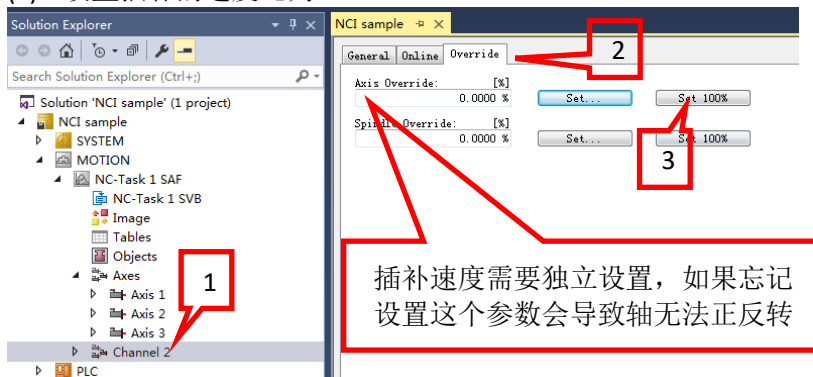 Solution Explorer
Search Solution Explorer (Ctrl+;)
Solution 'NCI sample' (1 project)
NCI sample
SYSTEM
MOTION
NC-Task 1 SAF
NC-Task 1 SVB
Image
Tables
Objects
Axes
Axis 1
Axis 2
Axis 3
Channel 2
PLC
1
NCI sample
General Online Override
2
Axis Override: [%]
0.0000 % Set... Set 100%
Spindle Override: [%]
0.0000 % Set... Set 100%
3
插补速度需要独立设置，如果忘记
设置这个参数会导致轴无法正反转